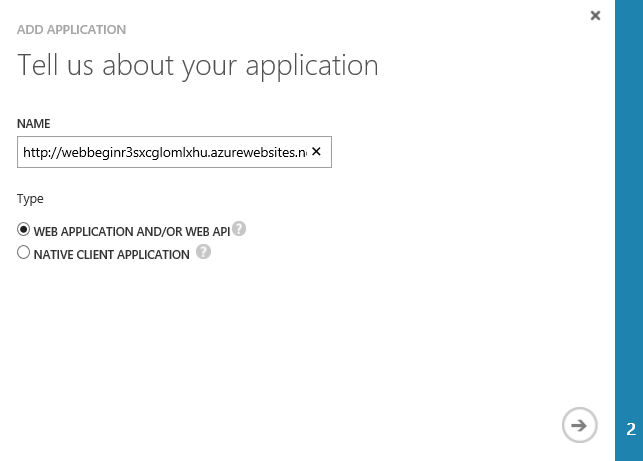 ADD APPLICATION
Tell us about your application
NAME
http://webbeginr3sxcglomlxhu.azurewebsites.n
Type
WEB APPLICATION AND/OR WEB API ?
NATIVE CLIENT APPLICATION ?
2